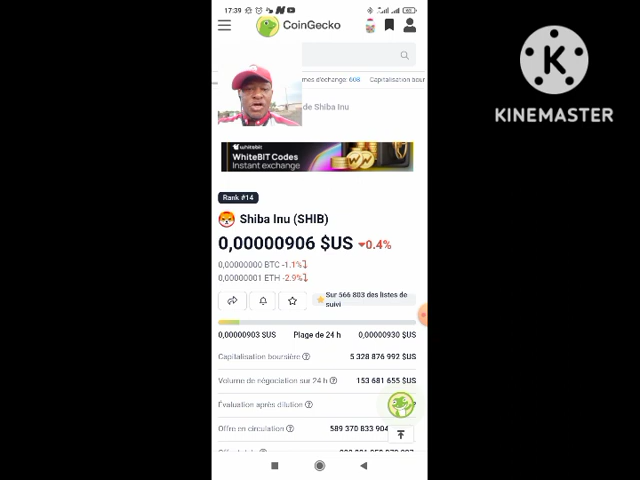 17:39
CoinGecko
mes d'échange: 608 Capitalisation bour
de Shiba Inu
whitebit
WhiteBIT Codes
Instant exchange
KINEMASTER
Rank #14
Shiba Inu (SHIB)
0,00000906 $US 0.4%
0,00000000 BTC -1.1%
0,00000001 ETH -2.9%
Sur 566 803 des listes de
suivi
0,00000903 $US Plage de 24 h 0,00000930 $US
Capitalisation boursière 5 328 876 992 $US
Volume de négociation sur 24 h 153 681 655 $US
Évaluation après dilution
Offre en circulation 589 370 833 904